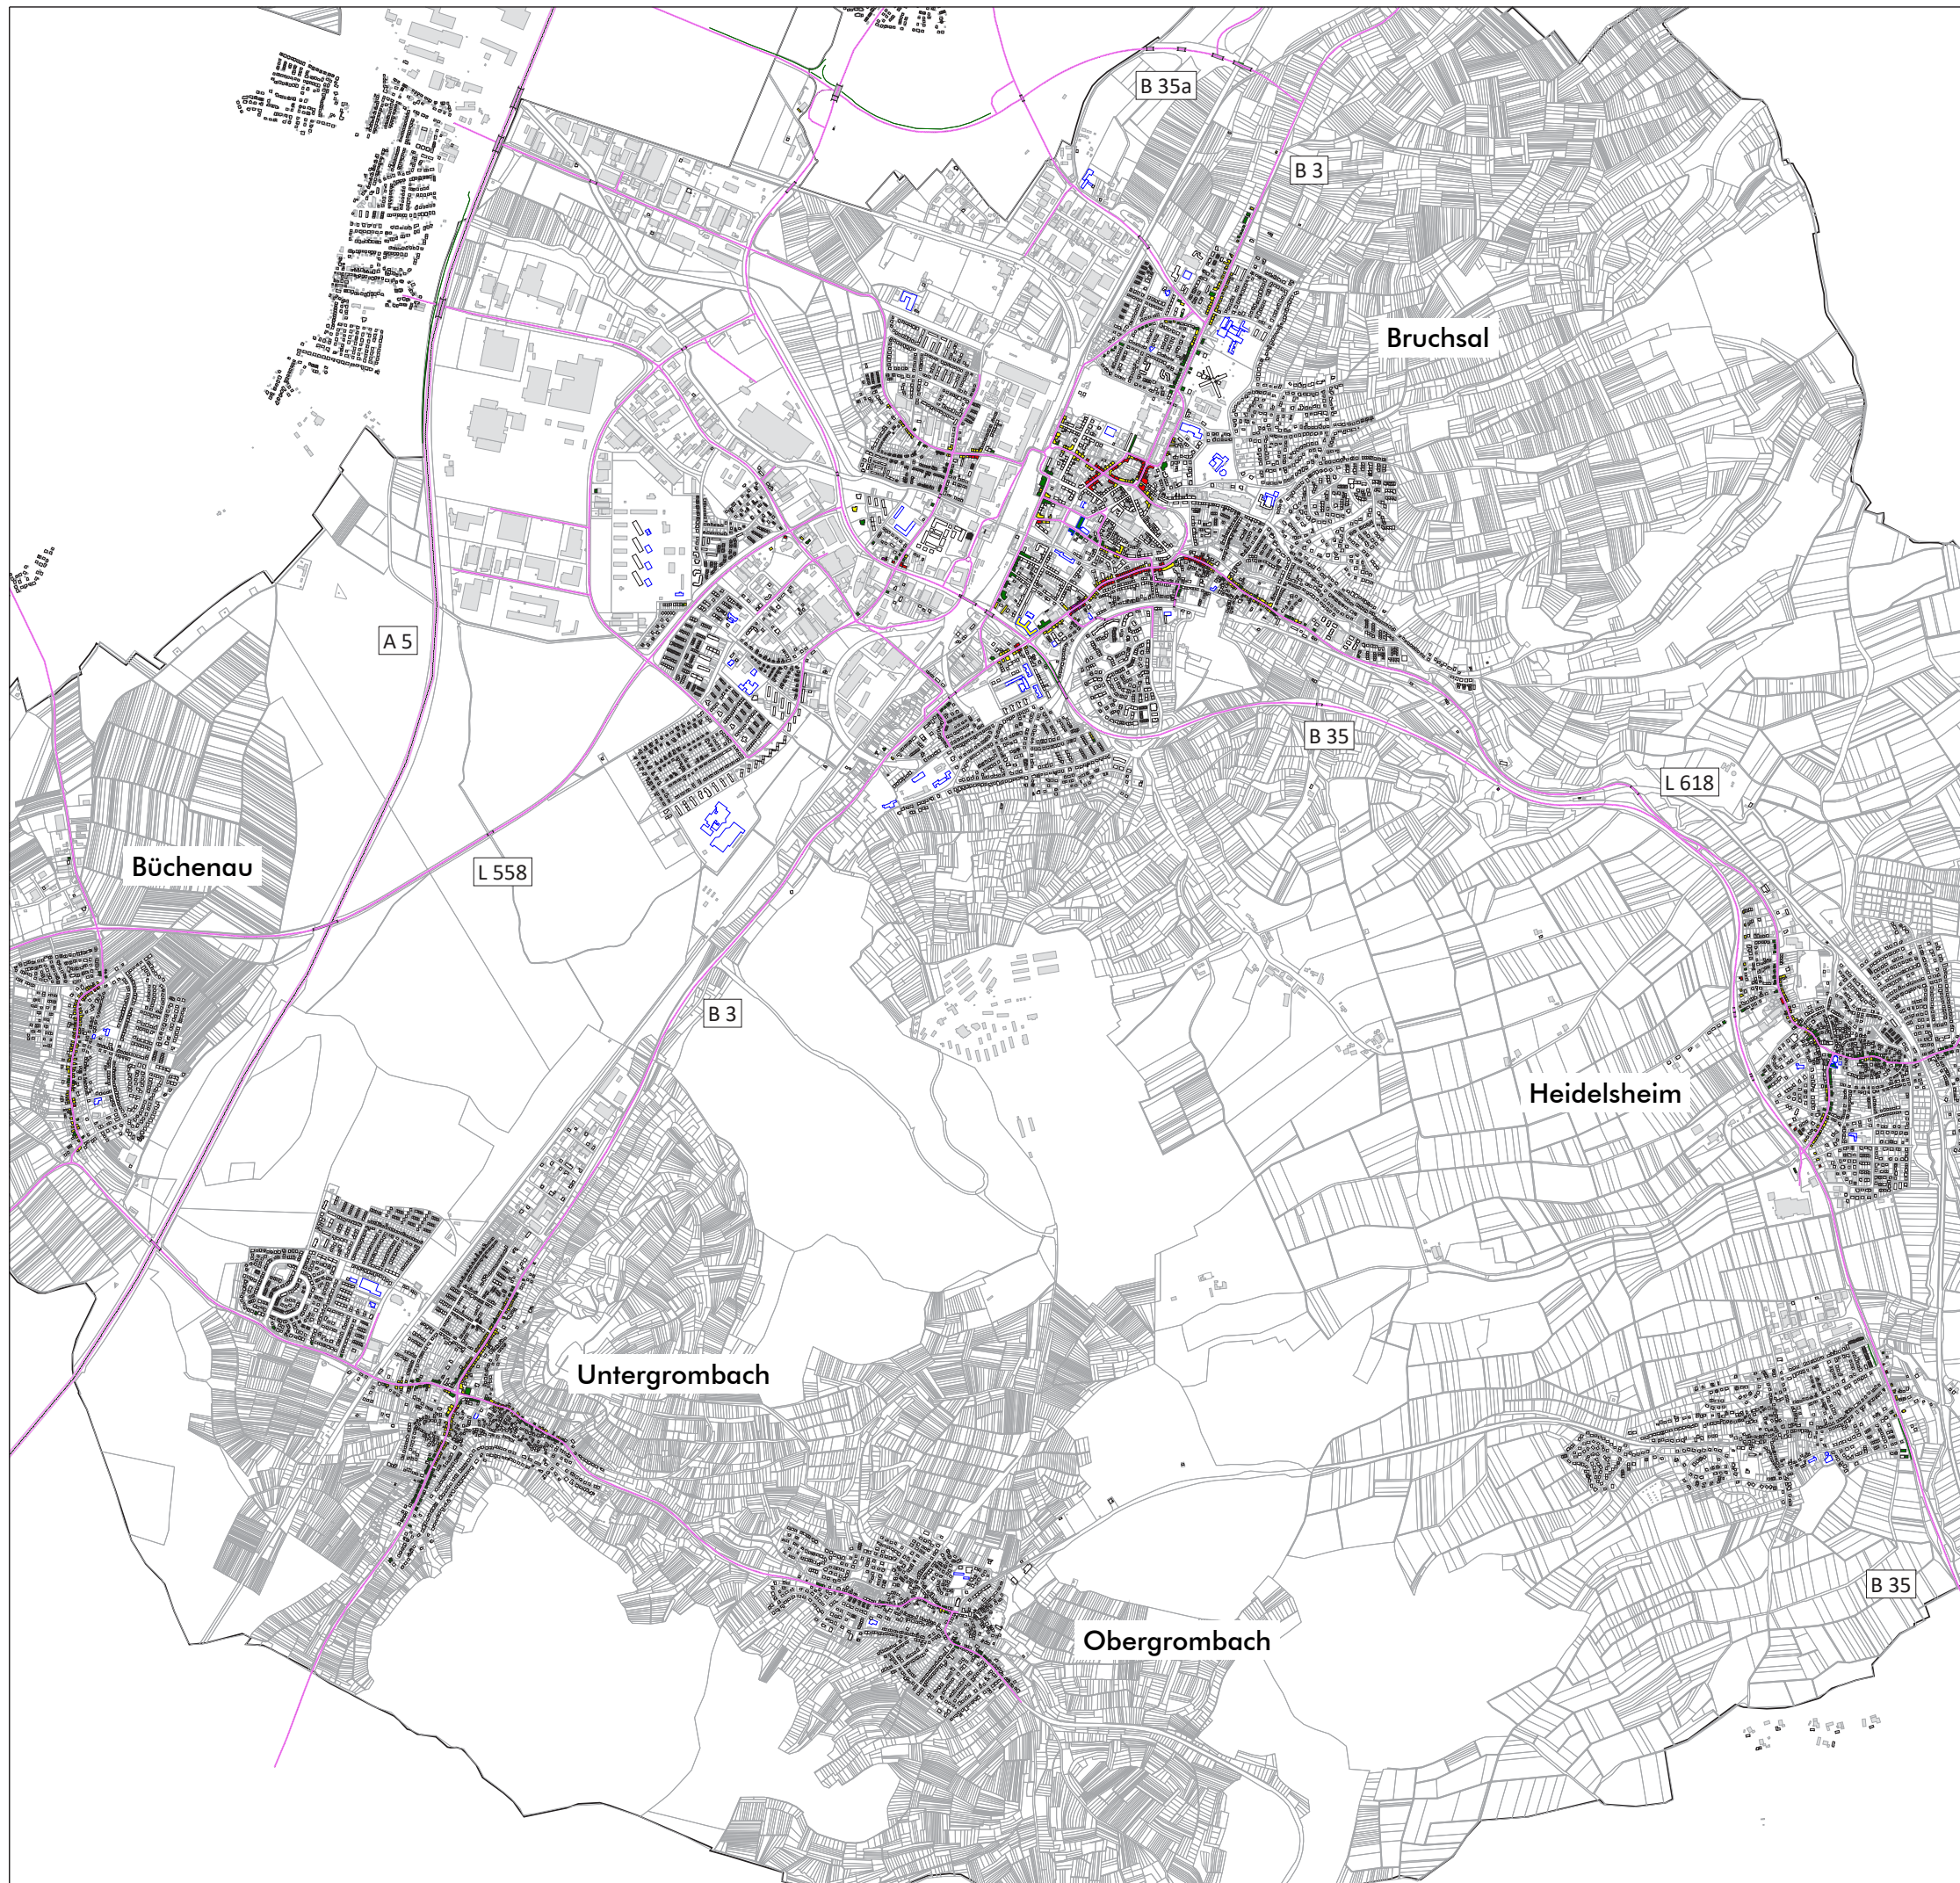 B 35a
B 3
Bruchsal
A 5
B 35
L 618
Büchenau
L 558
B 3
Heidelsheim
Untergrombach
B 35
Obergrombach